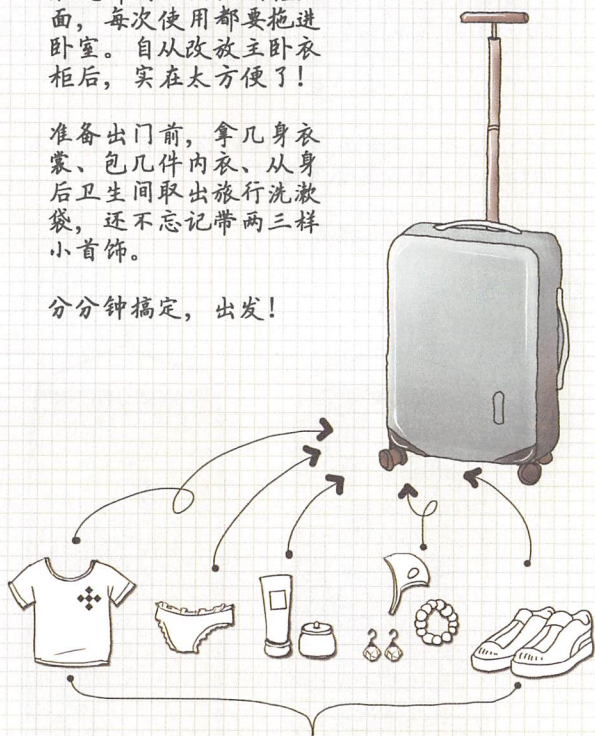 面，每次使用都要拖进
卧室。自从改放主卧衣
柜后，实在太方便了！
准备出门前，拿几身衣
裳、包几件内衣、从身
后卫生间取出旅行洗漱
袋，还不忘记带两三样
小首饰。
分分钟搞定，出发！